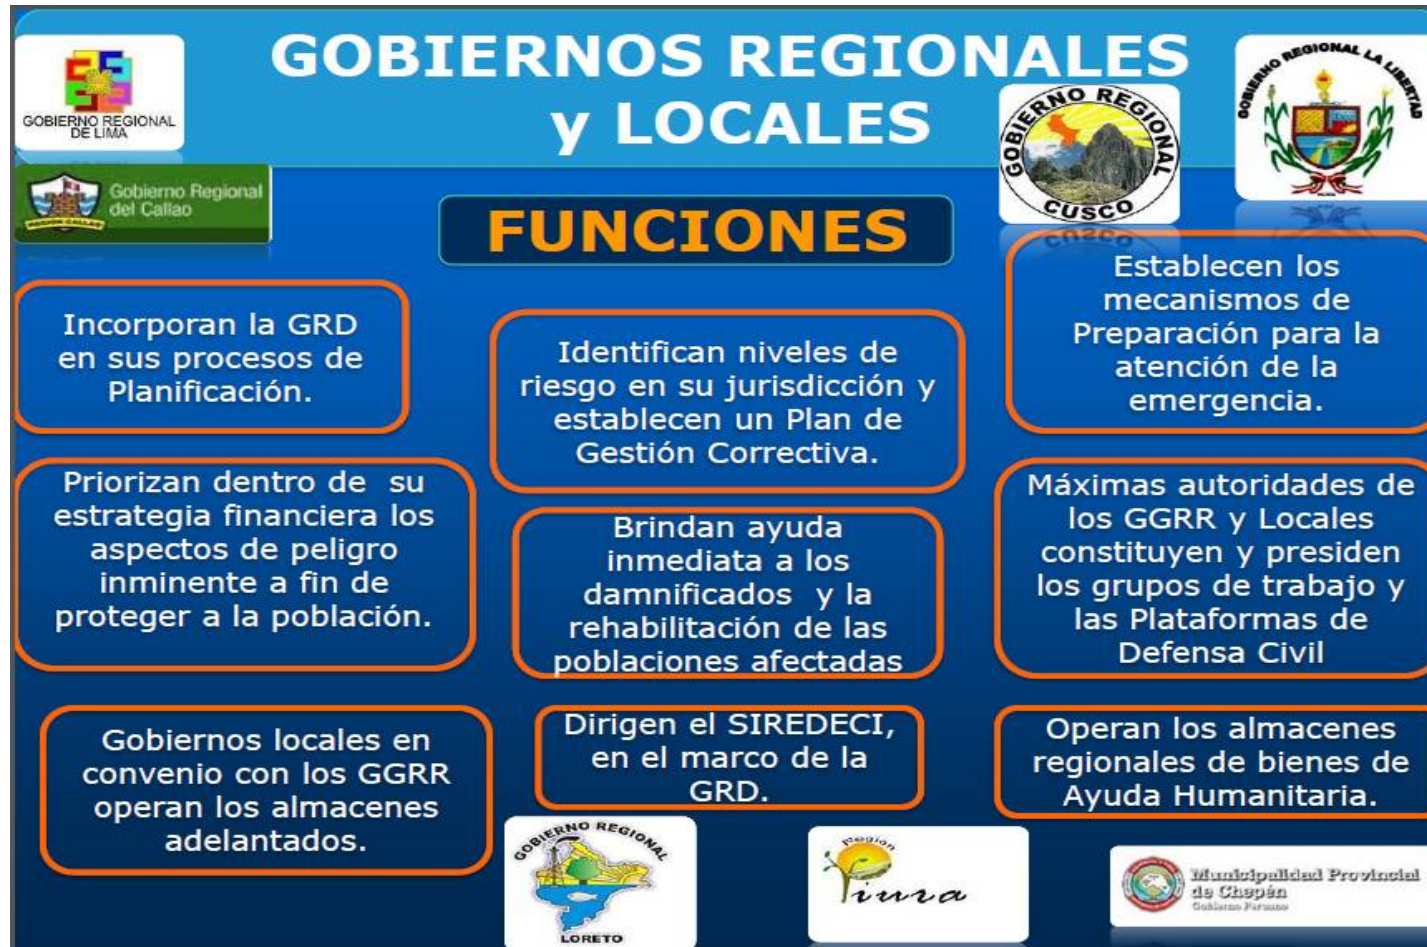 GOBIERNOS REGIONALES
y LOCALES
GOBIERNO REGIONAL
DE LIMA
Gobierno Regional
del Callao
REGION CALLAO
GOBIERNO REGIONAL
CUSCO
GOBIERNO REGIONAL LA LIBERTAD
FUNCIONES
Incorporan la GRD
en sus procesos de
Planificación.
Identifican niveles de
riesgo en su jurisdicción y
establecen un Plan de
Gestión Correctiva.
Establecen los
mecanismos de
Preparación para la
atención de la
emergencia.
Priorizan dentro de su
estrategia financiera los
aspectos de peligro
inminente a fin de
proteger a la población.
Brindan ayuda
inmediata a los
damnificados y la
rehabilitación de las
poblaciones afectadas
Máximas autoridades de
los GGRR y Locales
constituyen y presiden
los grupos de trabajo y
las Plataformas de
Defensa Civil
Gobiernos locales en
convenio con los GGRR
operan los almacenes
adelantados.
Dirigen el SIREDECI,
en el marco de la
GRD.
Operan los almacenes
regionales de bienes de
Ayuda Humanitaria.
GOBIERNO REGIONAL
LORETO
Region
Piura
Municipalidad Provincial
de Chepén
Gobierno Peruano